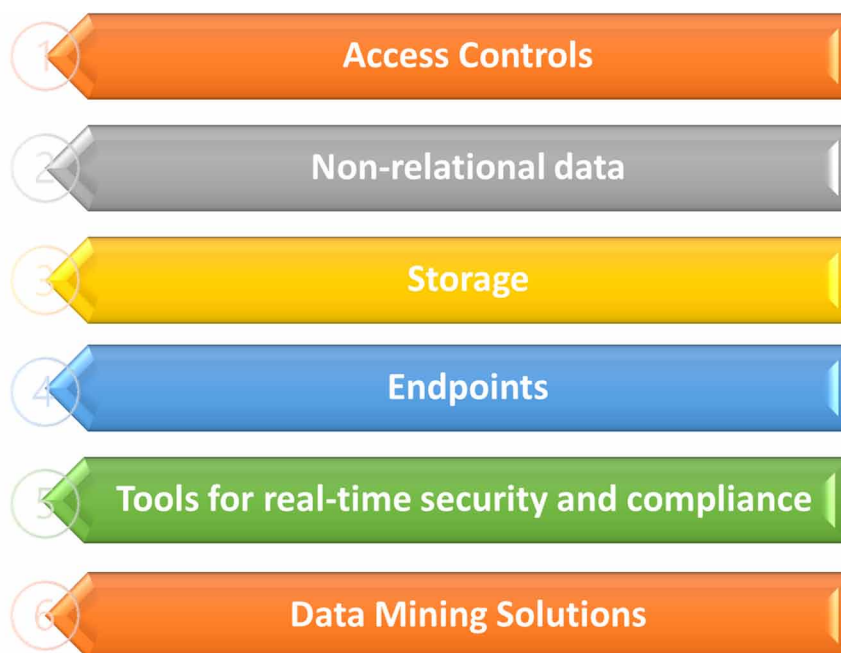 1 Access Controls
2 Non-relational data
3 Storage
4 Endpoints
5 Tools for real-time security and compliance
6 Data Mining Solutions